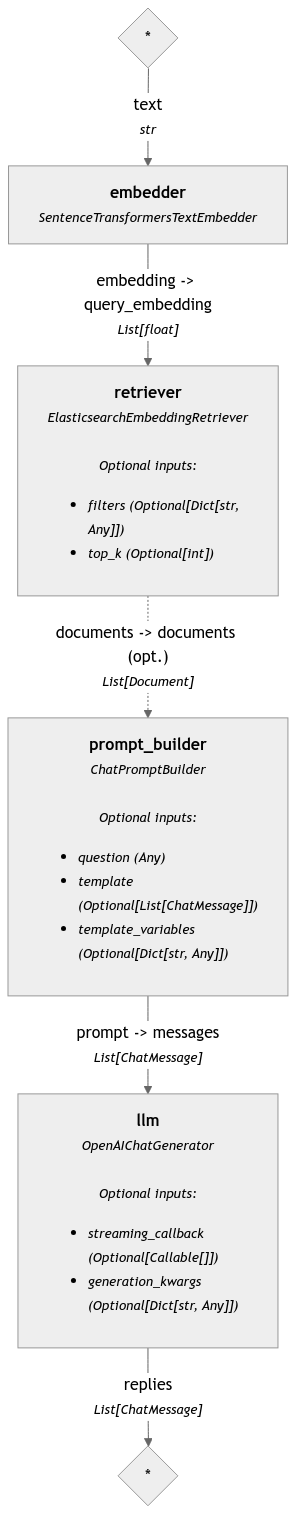 *
text
str
embedder
SentenceTransformersTextEmbedder
embedding ->
query_embedding
List[float]
retriever
ElasticsearchEmbeddingRetriever
Optional inputs:
• filters (Optional[Dict[str,
Any]])
• top_k (Optional[int])
documents -> documents
(opt.)
List[Document]
prompt_builder
ChatPromptBuilder
Optional inputs:
• question (Any)
• template
(Optional[List[ChatMessage]])
• template_variables
(Optional[Dict[str, Any]])
prompt -> messages
List[ChatMessage]
llm
OpenAIChatGenerator
Optional inputs:
• streaming_callback
(Optional[Callable[]])
• generation_kwargs
(Optional[Dict[str, Any]])
replies
List[ChatMessage]
*